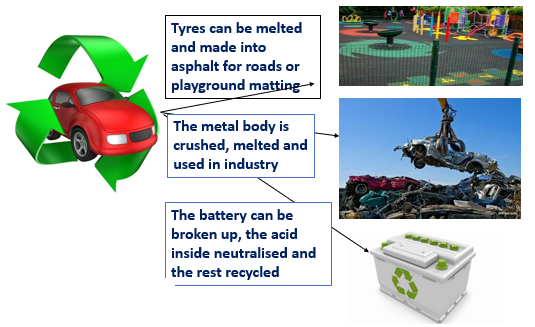 Tyres can be melted
and made into
asphalt for roads or
playground matting
The metal body is
crushed, melted and
used in industry
The battery can be
broken up, the acid
inside neutralised and
the rest recycled